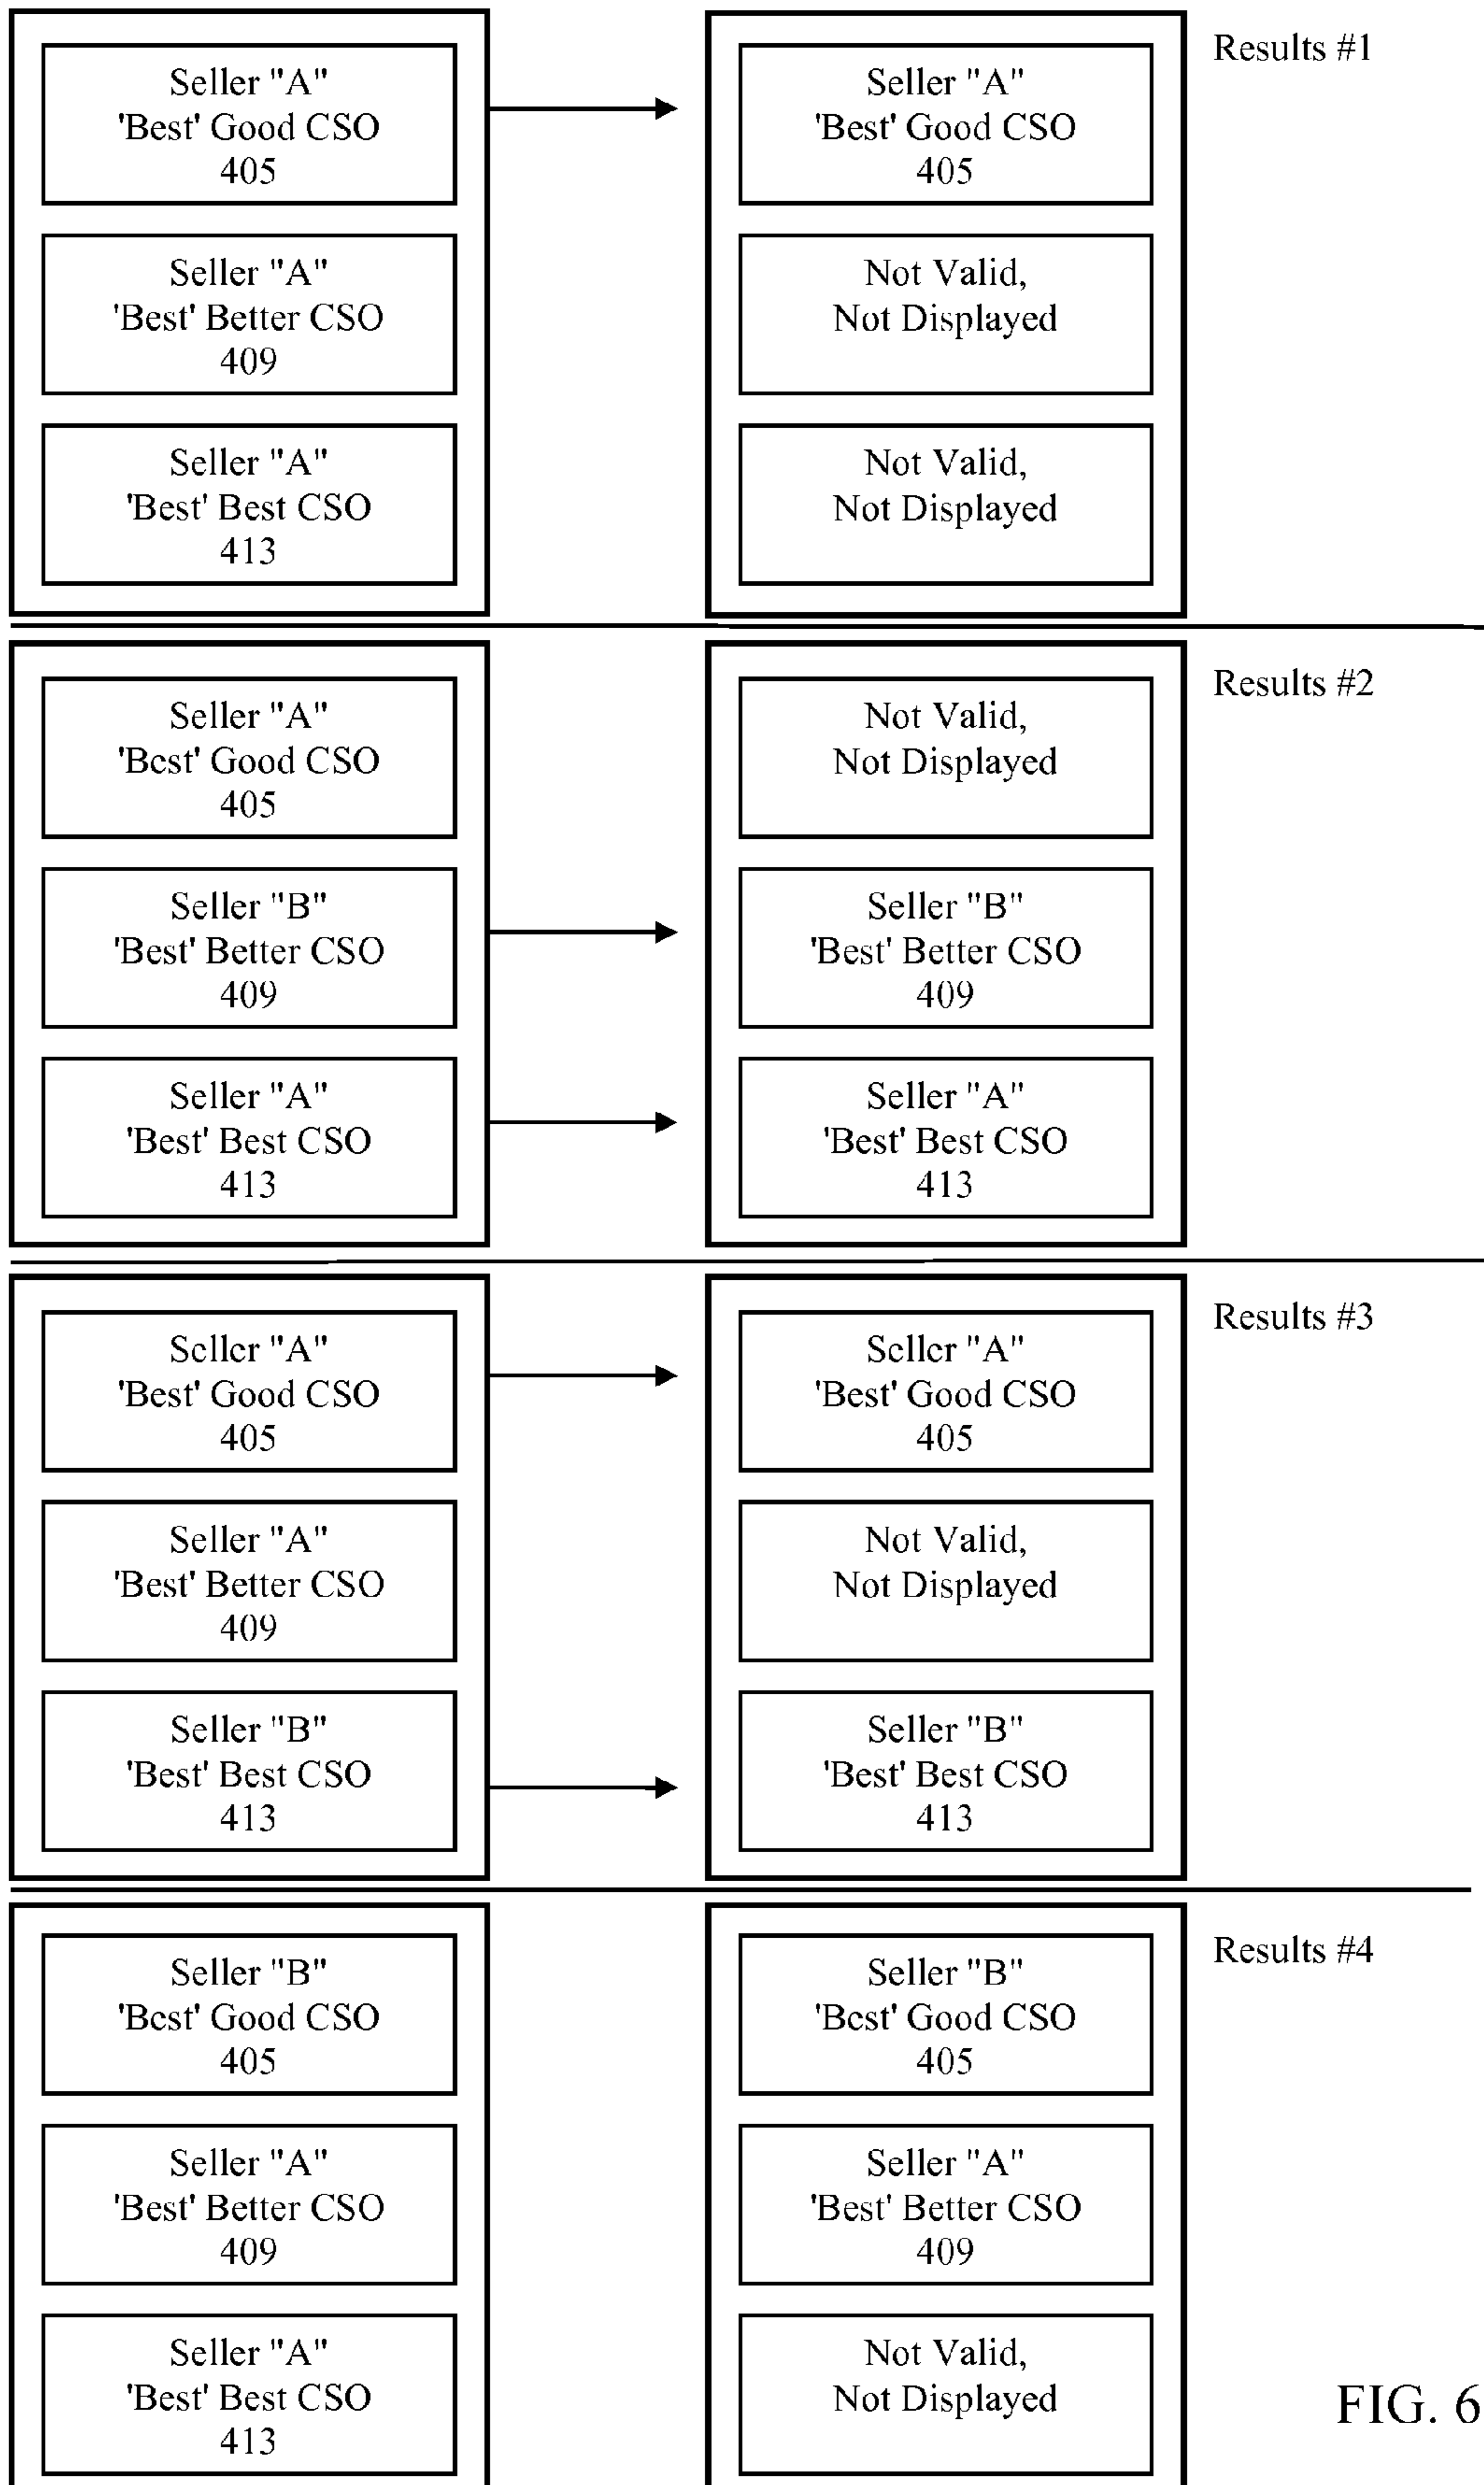 Seller "A"
'Best' Good CSO
405
Seller "A"
'Best' Better CSO
409
Seller "A"
'Best' Best CSO
413
Seller "A"
'Best' Good CSO
405
Not Valid,
Not Displayed
Not Valid,
Not Displayed
Results #1
Seller "A"
'Best' Good CSO
405
Seller "B"
'Best' Better CSO
409
Seller "A"
'Best' Best CSO
413
Not Valid,
Not Displayed
Seller "B"
'Best' Better CSO
409
Seller "A"
'Best' Best CSO
413
Results #2
Seller "A"
'Best' Good CSO
405
Seller "A"
'Best' Better CSO
409
Seller "B"
'Best' Best CSO
413
Seller "A"
'Best' Good CSO
405
Not Valid,
Not Displayed
Seller "B"
'Best' Best CSO
413
Results #3
Seller "B"
'Best' Good CSO
405
Seller "A"
'Best' Better CSO
409
Seller "A"
'Best' Best CSO
413
Seller "B"
'Best' Good CSO
405
Seller "A"
'Best' Better CSO
409
Not Valid,
Not Displayed
Results #4
FIG. 6